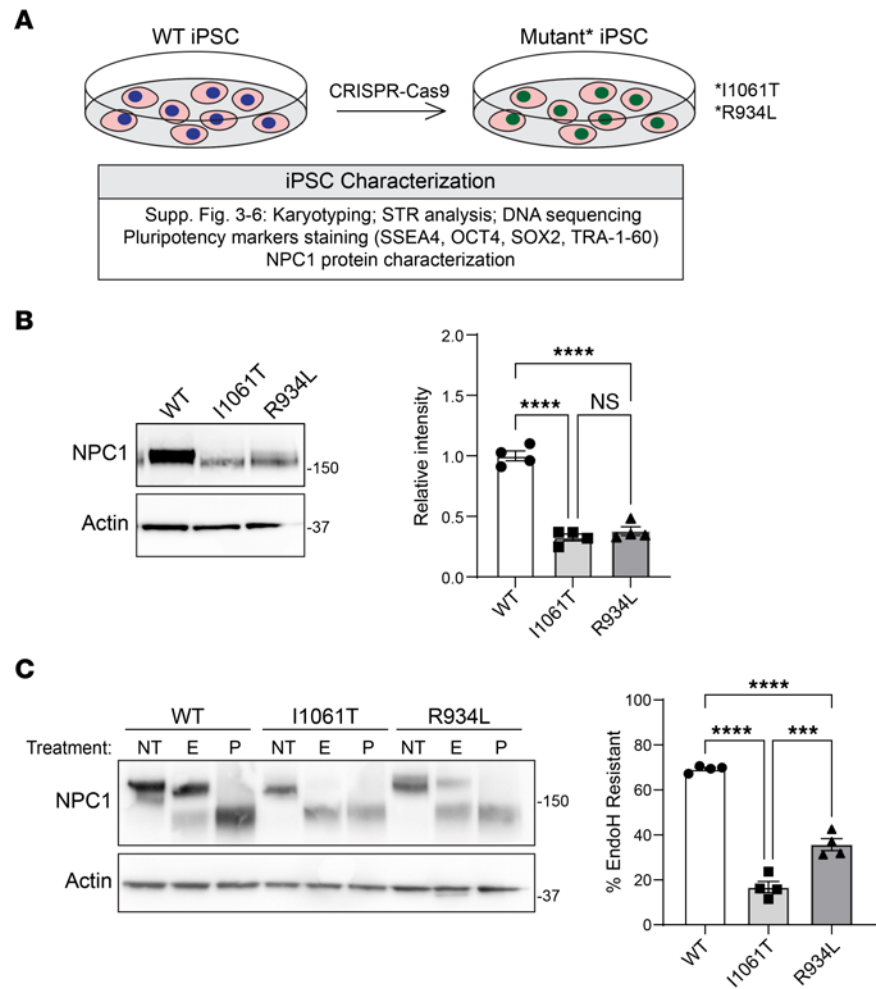 A
WT iPSC
Mutant* iPSC
CRISPR-Cas9
*I1061T
*R934L
iPSC Characterization
Supp. Fig. 3-6: Karyotyping; STR analysis; DNA sequencing
Pluripotency markers staining (SSEA4, OCT4, SOX2, TRA-1-60)
NPC1 protein characterization
B
WT
I1061T
R934L
NPC1
-150
Actin
-37
Relative intensity
2.0
1.5
1.0
0.5
0.0
****
****
NS
WT
I1061T
R934L
C
WT
I1061T
R934L
Treatment: NT E P NT E P NT E P
NPC1
-150
Actin
-37
% EndoH Resistant
100
80
60
40
20
0
****
****
***
WT
I1061T
R934L